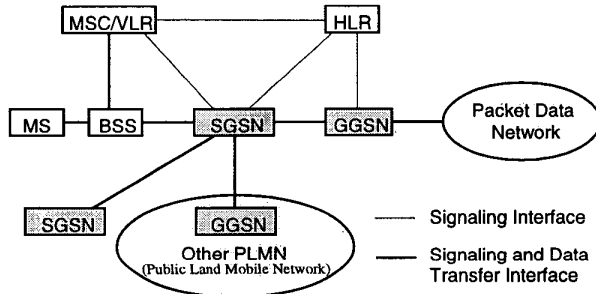 MSC/VLR
HLR
MS
BSS
SGSN
GGSN
Packet Data
Network
SGSN
GGSN
Other PLMN
(Public Land Mobile Network)
Signaling Interface
Signaling and Data
Transfer Interface